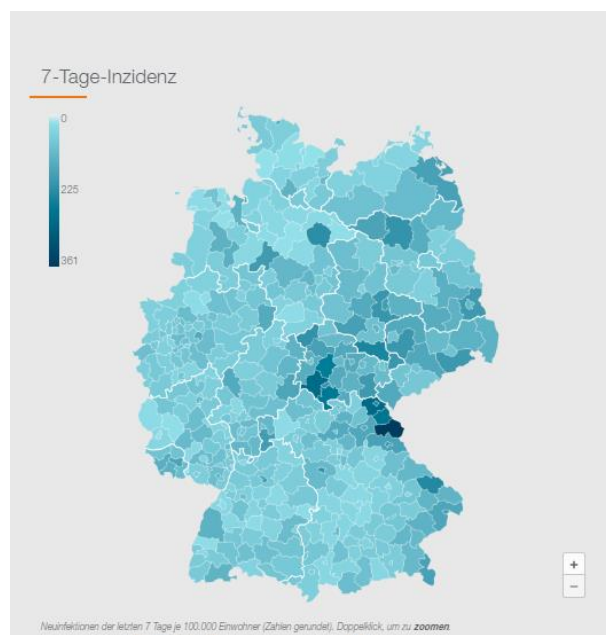 7-Tage-Inzidenz
0
225
361
+
−
Neuinfektionen der letzten 7 Tage je 100.000 Einwohner (Zahlen gerundet). Doppelklick, um zu zoomen.